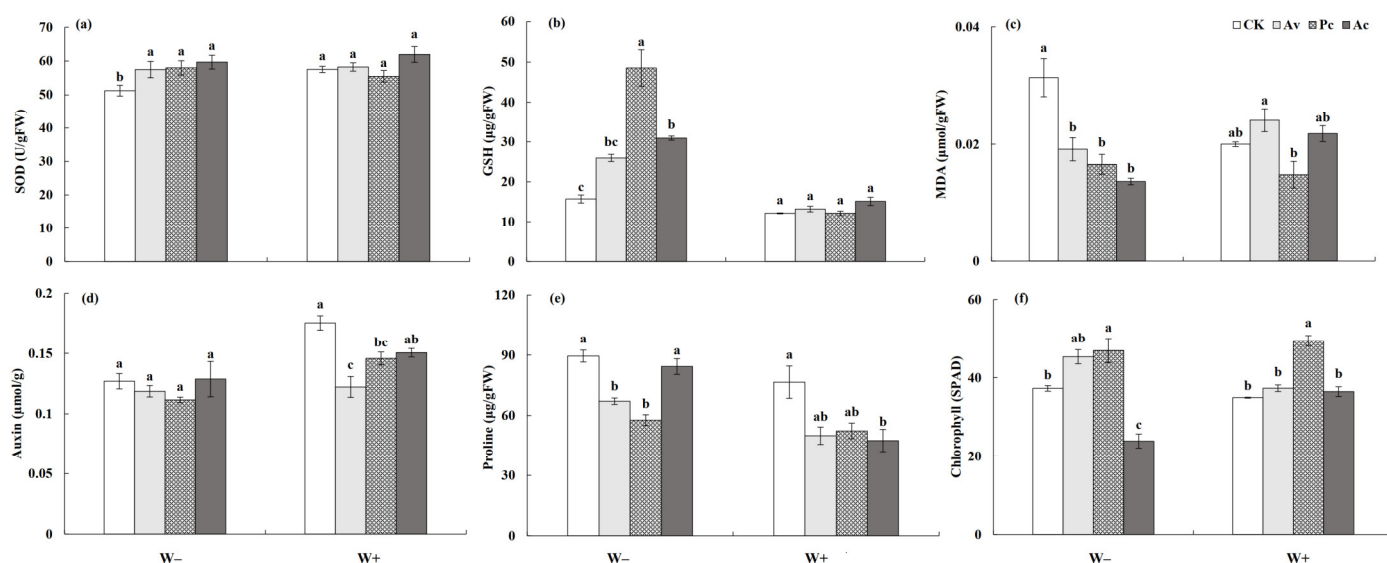 (a)
SOD (U/gFW)
70
60
50
40
30
20
10
0
b
a
a
a
a
a
a
a
(b)
GSH (μg/gFW)
60
50
40
30
20
10
0
c
bc
a
b
a
a
a
a
(c)
CK Av Pc Ac
MDA (μmol/gFW)
0.04
0.02
0
a
b
b
b
ab
a
b
ab
(d)
Auxin (μmol/g)
0.2
0.15
0.1
0.05
0
a
a
a
a
a
c
bc
ab
W– W+
(e)
Proline (μg/gFW)
120
90
60
30
0
a
b
b
a
a
ab
ab
b
W– W+
(f)
Chlorophyll (SPAD)
60
40
20
0
b
ab
a
c
b
b
a
b
W– W+